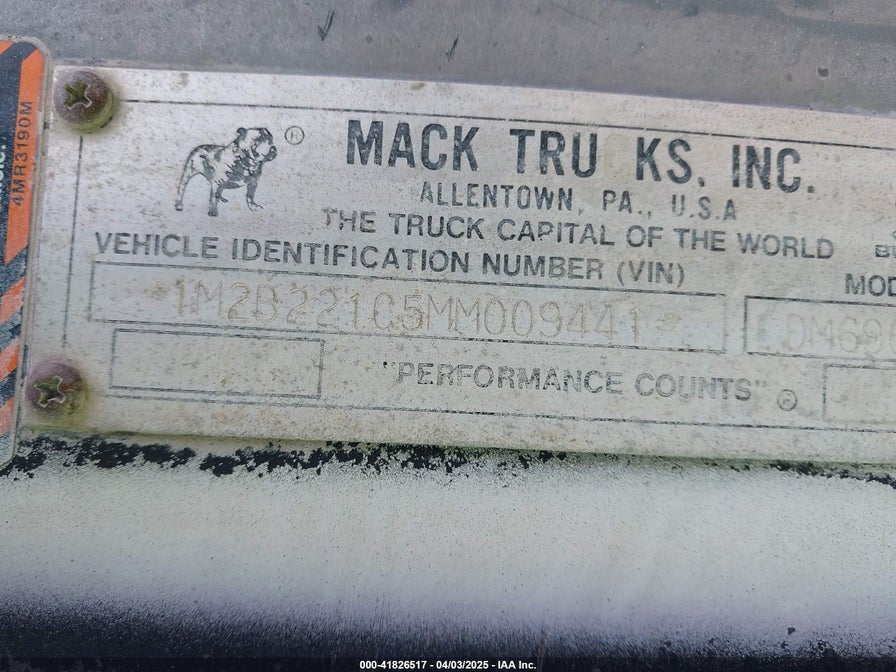 4MR3190M
®
MACK TRU KS, INC.
ALLENTOWN, PA., U.S.A
THE TRUCK CAPITAL OF THE WORLD
VEHICLE IDENTIFICATION NUMBER (VIN)
MOD
*1M2B221C5MM009441*
DM690
"PERFORMANCE COUNTS" ®
000-41826517 - 04/03/2025 - IAA Inc.